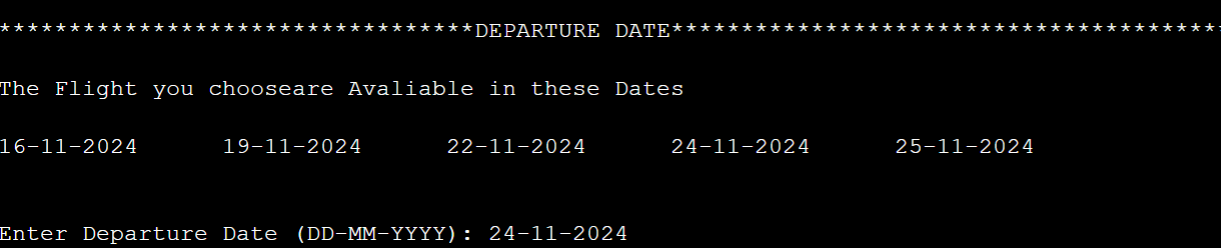 **********************************DEPARTURE DATE***************************************
The Flight you chooseare Avaliable in these Dates
16-11-2024      19-11-2024      22-11-2024      24-11-2024      25-11-2024
Enter Departure Date (DD-MM-YYYY): 24-11-2024